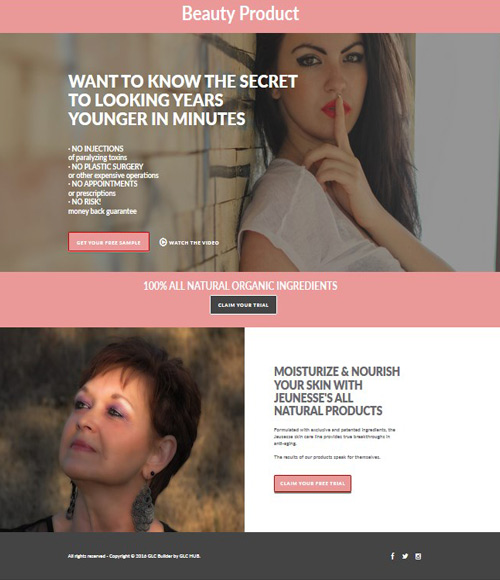 Beauty Product
WANT TO KNOW THE SECRET
TO LOOKING YEARS
YOUNGER IN MINUTES
· NO INJECTIONS
of paralyzing toxins
· NO PLASTIC SURGERY
or other expensive operations
· NO APPOINTMENTS
or prescriptions
· NO RISK!
money back guarantee
GET YOUR FREE SAMPLE
WATCH THE VIDEO
100% ALL NATURAL ORGANIC INGREDIENTS
CLAIM YOUR TRIAL
MOISTURIZE & NOURISH
YOUR SKIN WITH
JEUNESSE'S ALL
NATURAL PRODUCTS
Formulated with exclusive and patented ingredients, the
Jeunesse skin care line provides true breakthroughs in
anti-aging.
The results of our products speak for themselves.
CLAIM YOUR FREE TRIAL
All rights reserved - Copyright © 2016 GLC Builder by GLC HUB.